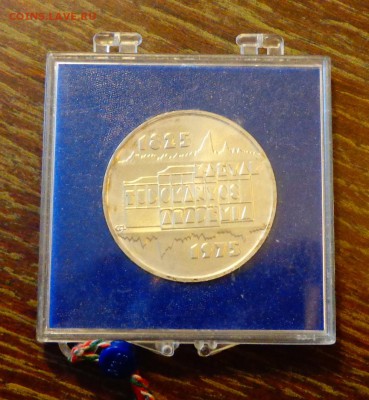 COINS.LAVE.RU
1825
MAGYAR
TUDOMÁNYOS
AKADÉMIA
1975